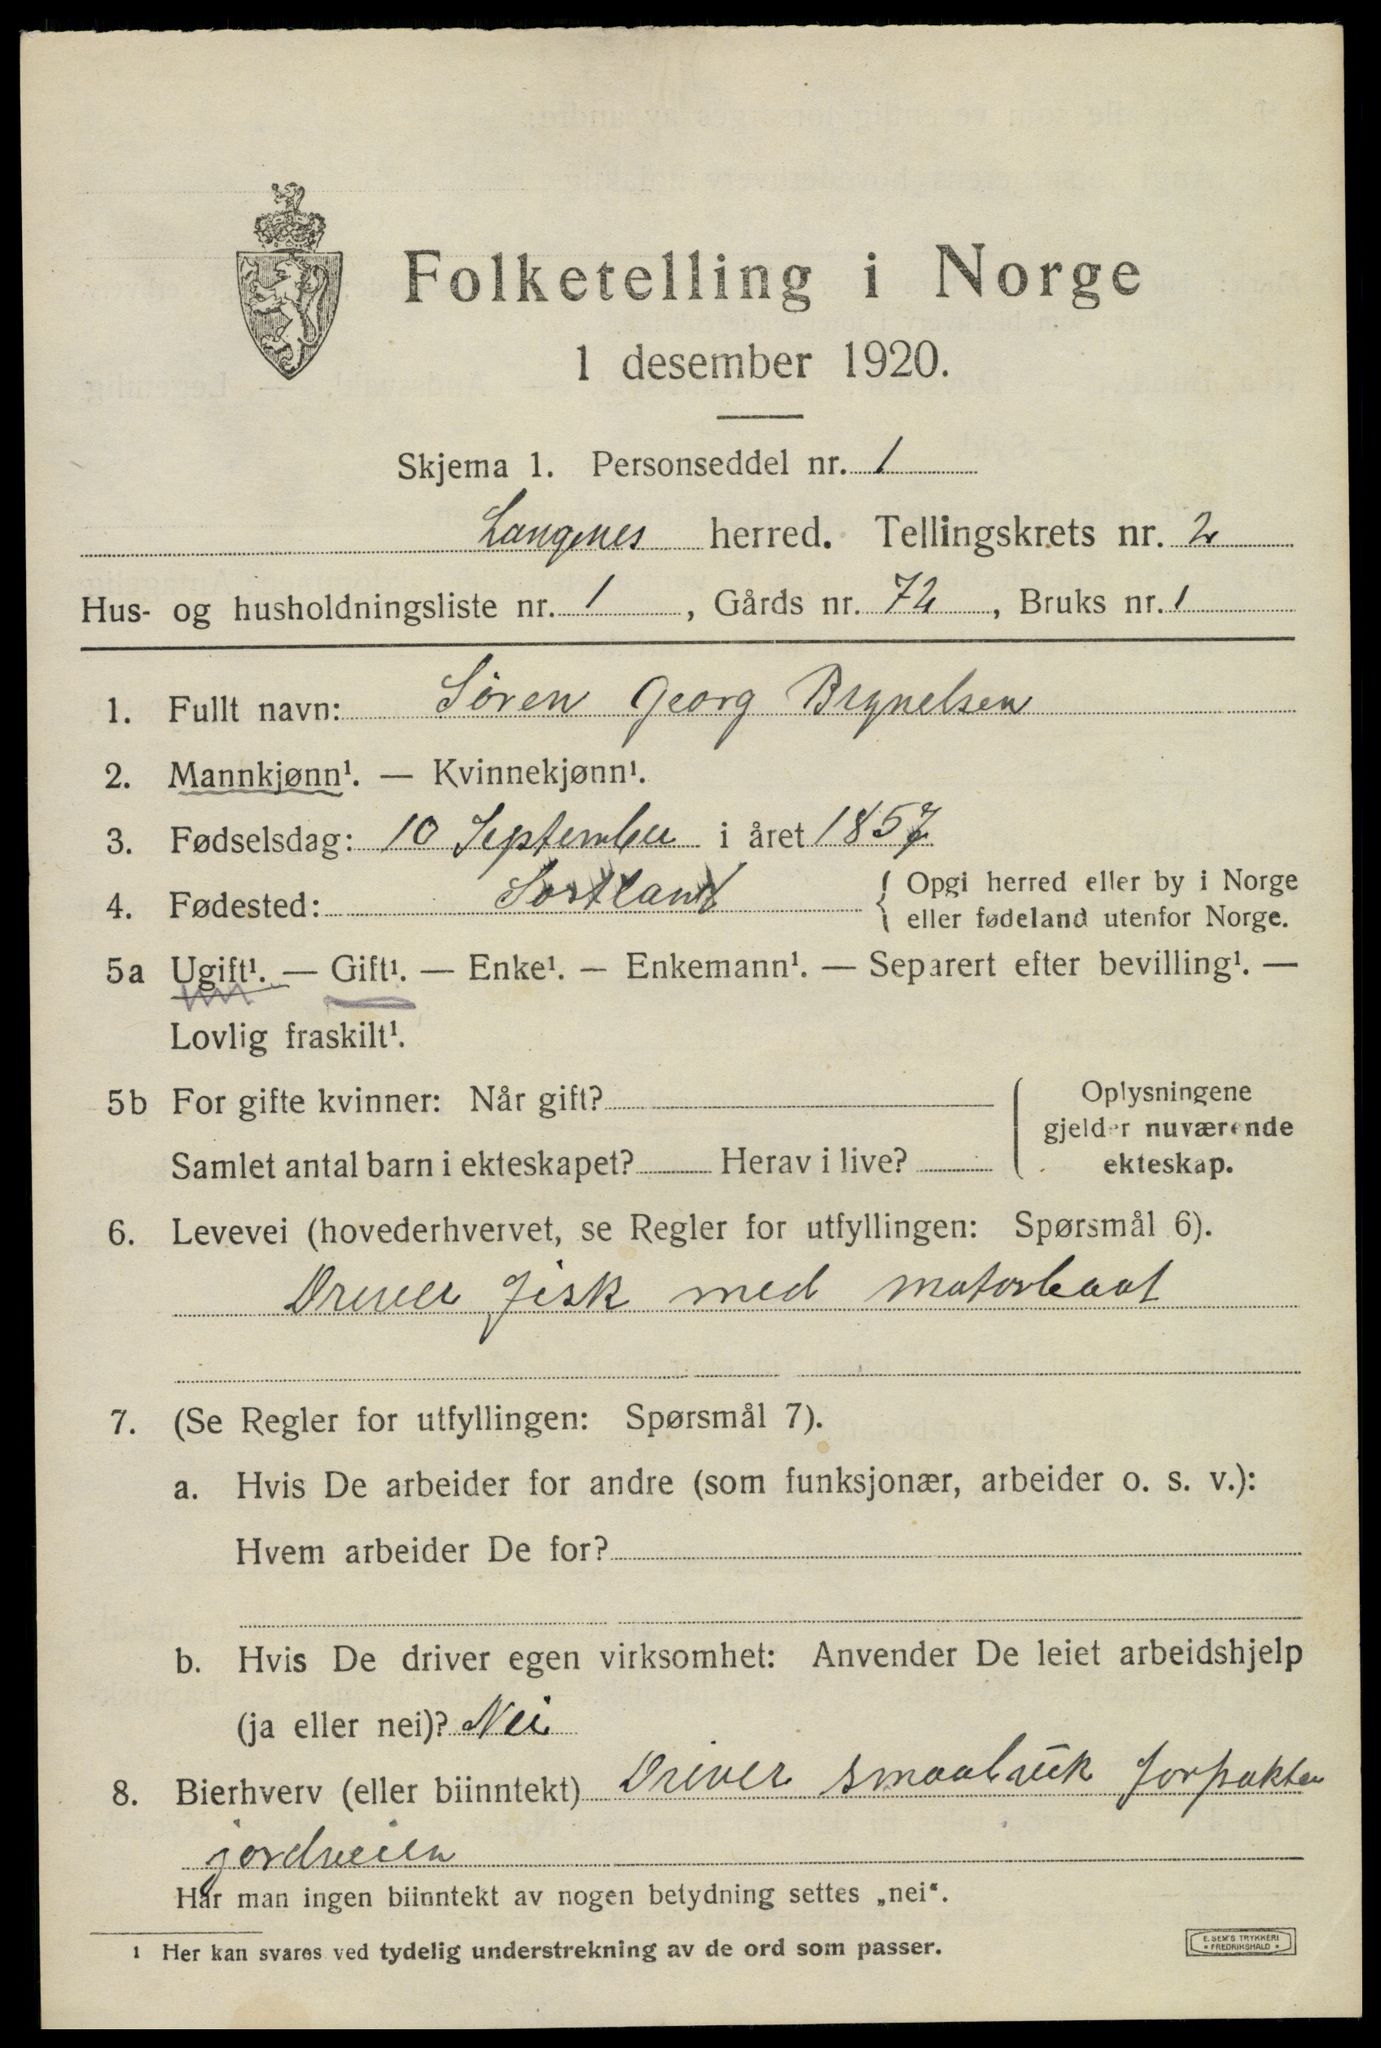 Folketelling i Norge
1 desember 1920.
Skjema 1. Personseddel nr. 1
Langenes herred. Tellingskrets nr. 2
Hus- og husholdningsliste nr. 1, Gårds nr. 72, Bruks nr. 1
1. Fullt navn: Søren Georg Brynelsen
2. Mannkjønn¹. — Kvinnekjønn¹.
3. Fødselsdag: 10 September i året 1857
4. Fødested: Sortland { Opgi herred eller by i Norge
eller fødeland utenfor Norge.
5a Ugift¹. — Gift¹. — Enke¹. — Enkemann¹. — Separert efter bevilling¹. —
Lovlig fraskilt¹.
5b For gifte kvinner: Når gift? Oplysningene
gjelder nuværende
Samlet antal barn i ekteskapet? Herav i live? ekteskap.
6. Levevei (hovederhvervet, se Regler for utfyllingen: Spørsmål 6).
Driver fisk med motorbaat
7. (Se Regler for utfyllingen: Spørsmål 7).
a. Hvis De arbeider for andre (som funksjonær, arbeider o. s. v.):
Hvem arbeider De for?
b. Hvis De driver egen virksomhet: Anvender De leiet arbeidshjelp
(ja eller nei)? Nei
8. Bierhverv (eller biinntekt) Driver smaabruk forpakter
jordveien
Har man ingen biinntekt av nogen betydning settes „nei“.
1 Her kan svares ved tydelig understrekning av de ord som passer.
E. SEM'S TRYKKERI
* FREDRIKSHALD *